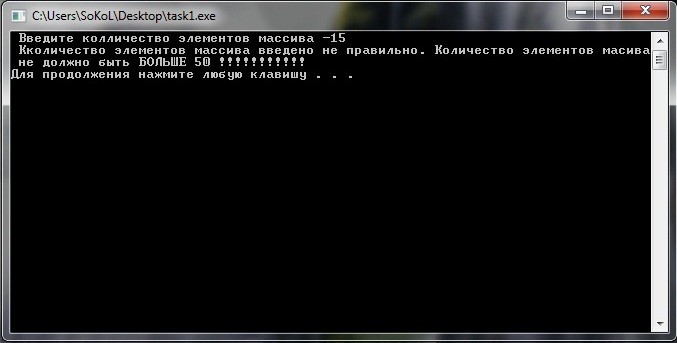 C:\Users\SoKoL\Desktop\task1.exe
Введите колличество элементов массива -15
Кколичество элементов массива введено не правильно. Количество элементов масива
не должно быть БОЛЬШЕ 50 !!!!!!!!!!!
Для продолжения нажмите любую клавишу . . .